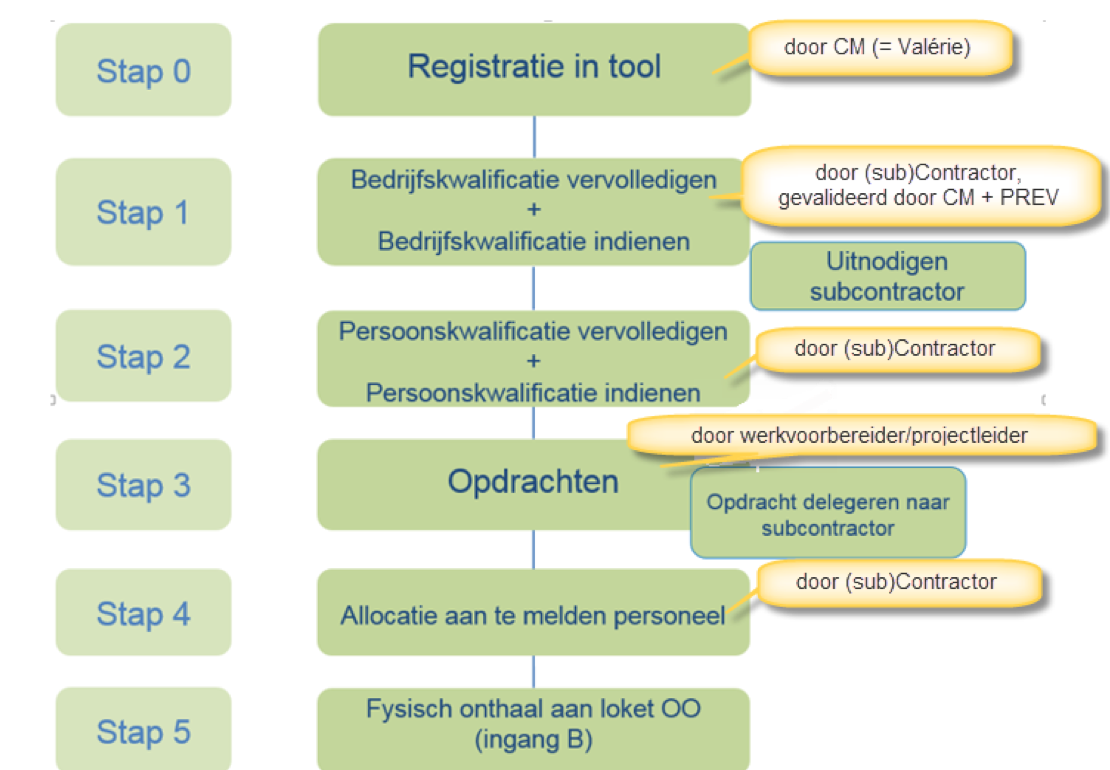 Stap 0
Registratie in tool
door CM (= Valérie)
Stap 1
Bedrijfskwalificatie vervolledigen
+
Bedrijfskwalificatie indienen
door (sub)Contractor,
gevalideerd door CM + PREV
Uitnodigen
subcontractor
Stap 2
Persoonskwalificatie vervolledigen
+
Persoonskwalificatie indienen
door (sub)Contractor
Stap 3
Opdrachten
door werkvoorbereider/projectleider
Opdracht delegeren naar
subcontractor
Stap 4
Allocatie aan te melden personeel
door (sub)Contractor
Stap 5
Fysisch onthaal aan loket OO
(ingang B)